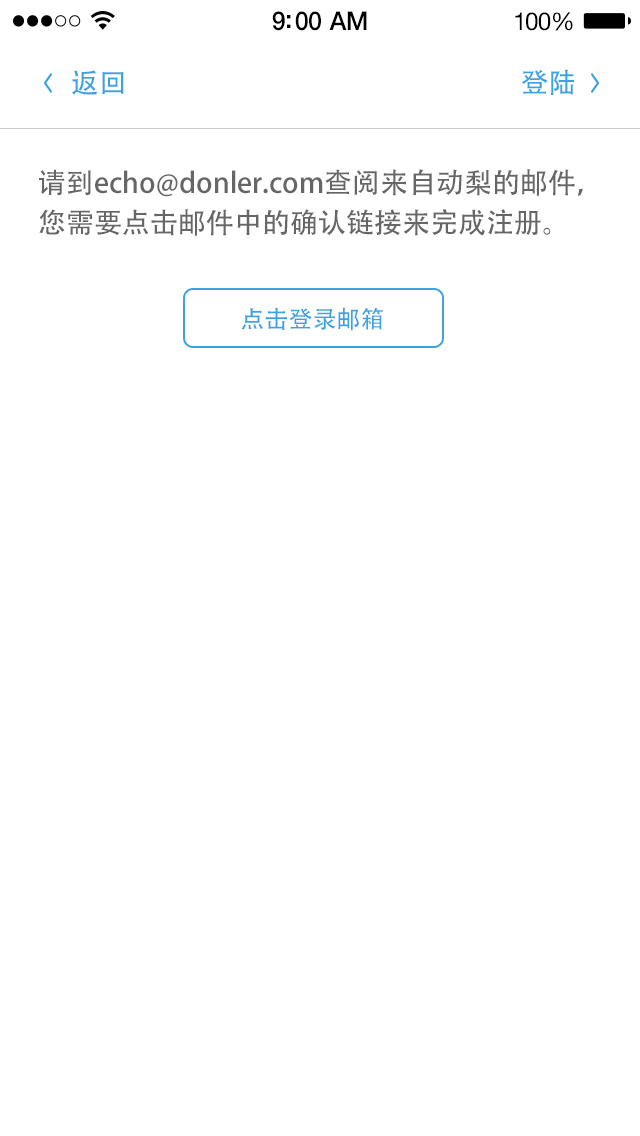 9:00 AM 100%
返回 登陆
请到echo@donler.com查阅来自动梨的邮件,
您需要点击邮件中的确认链接来完成注册。
点击登录邮箱